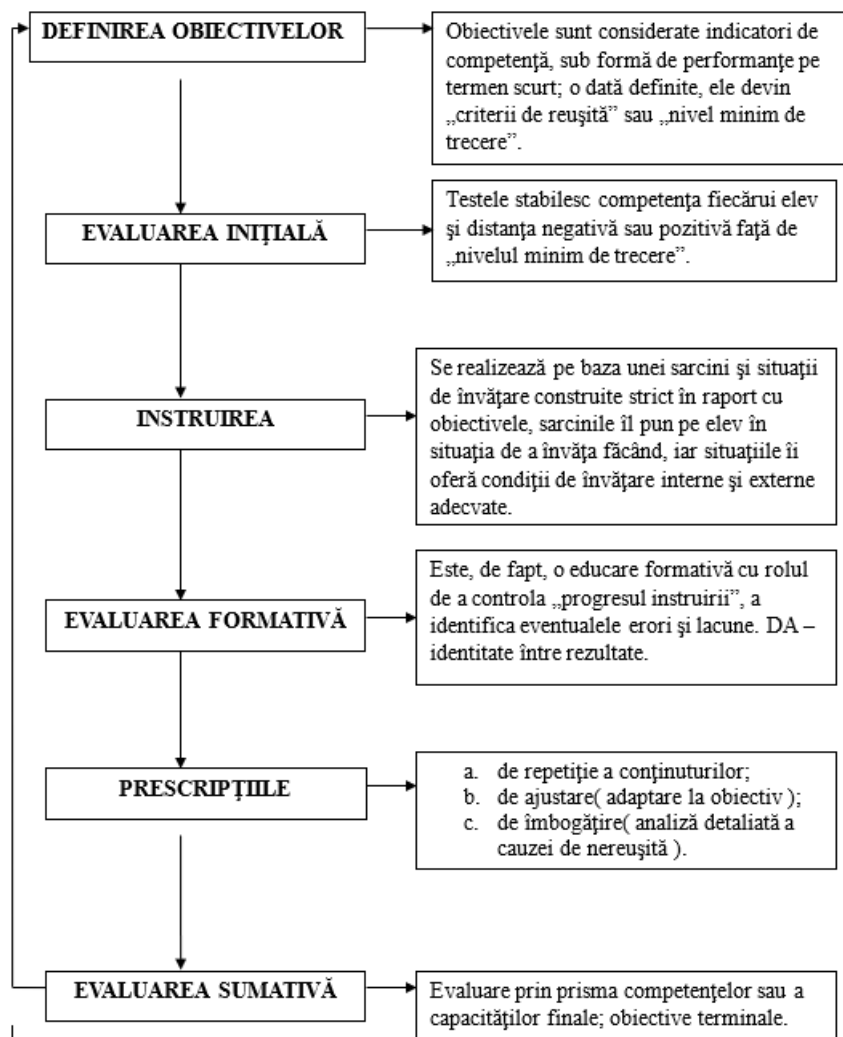 DEFINIREA OBIECTIVELOR
Obiectivele sunt considerate indicatori de
competenţă, sub formă de performanţe pe
termen scurt; o dată definite, ele devin
„criterii de reuşită” sau „nivel minim de
trecere”.
EVALUAREA INIŢIALĂ
Testele stabilesc competenţa fiecărui elev
şi distanţa negativă sau pozitivă faţă de
„nivelul minim de trecere”.
INSTRUIREA
Se realizează pe baza unei sarcini şi situaţii
de învăţare construite strict în raport cu
obiectivele, sarcinile îl pun pe elev în
situaţia de a învăţa făcând, iar situaţiile îi
oferă condiţii de învăţare interne şi externe
adecvate.
EVALUAREA FORMATIVĂ
Este, de fapt, o educare formativă cu rolul
de a controla „progresul instruirii”, a
identifica eventualele erori şi lacune. DA –
identitate între rezultate.
PRESCRIPŢIILE
a. de repetiţie a conţinuturilor;
b. de ajustare( adaptare la obiectiv );
c. de îmbogăţire( analiză detaliată a
cauzei de nereuşită ).
EVALUAREA SUMATIVĂ
Evaluare prin prisma competenţelor sau a
capacităţilor finale; obiective terminale.